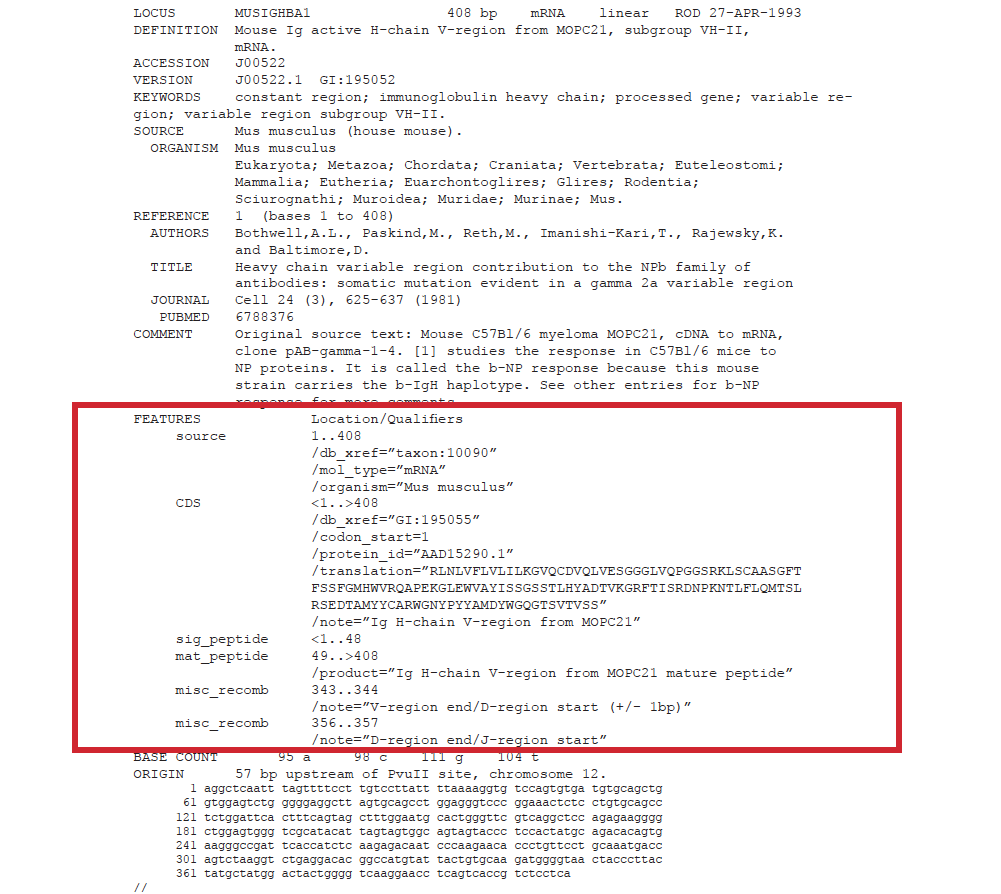 LOCUS       MUSIGHBA1                408 bp    mRNA    linear   ROD 27-APR-1993
DEFINITION  Mouse Ig active H-chain V-region from MOPC21, subgroup VH-II,
            mRNA.
ACCESSION   J00522
VERSION     J00522.1  GI:195052
KEYWORDS    constant region; immunoglobulin heavy chain; processed gene; variable re-
gion; variable region subgroup VH-II.
SOURCE      Mus musculus (house mouse).
  ORGANISM  Mus musculus
            Eukaryota; Metazoa; Chordata; Craniata; Vertebrata; Euteleostomi;
            Mammalia; Eutheria; Euarchontoglires; Glires; Rodentia;
            Sciurognathi; Muroidea; Muridae; Murinae; Mus.
REFERENCE   1  (bases 1 to 408)
  AUTHORS   Bothwell,A.L., Paskind,M., Reth,M., Imanishi-Kari,T., Rajewsky,K.
            and Baltimore,D.
  TITLE     Heavy chain variable region contribution to the NPb family of
            antibodies: somatic mutation evident in a gamma 2a variable region
  JOURNAL   Cell 24 (3), 625-637 (1981)
   PUBMED   6788376
COMMENT     Original source text: Mouse C57Bl/6 myeloma MOPC21, cDNA to mRNA,
            clone pAB-gamma-1-4. [1] studies the response in C57Bl/6 mice to
            NP proteins. It is called the b-NP response because this mouse
            strain carries the b-IgH haplotype. See other entries for b-NP
            response for more comments.
FEATURES             Location/Qualifiers
     source          1..408
                     /db_xref=”taxon:10090”
                     /mol_type=”mRNA”
                     /organism=”Mus musculus”
     CDS             <1..>408
                     /db_xref=”GI:195055”
                     /codon_start=1
                     /protein_id=”AAD15290.1”
                     /translation=”RLNLVFLVLILKGVQCDVQLVESGGGLVQPGGSRKLSCAASGFT
                     FSSFGMHWVRQAPEKGLEWVAYISSGSSTLHYADTVKGRFTISRDNPKNTLFLQMTSL
                     RSEDTAMYYCARWGNYPYYAMDYWGQGTSVTVSS”
                     /note=”Ig H-chain V-region from MOPC21”
     sig_peptide     <1..48
     mat_peptide     49..>408
                     /product=”Ig H-chain V-region from MOPC21 mature peptide”
     misc_recomb     343..344
                     /note=”V-region end/D-region start (+/- 1bp)”
     misc_recomb     356..357
                     /note=”D-region end/J-region start”
BASE COUNT       95 a     98 c    111 g    104 t
ORIGIN      57 bp upstream of PvuII site, chromosome 12.
        1 aggctcaatt tagttttcct tgtccttatt ttaaaaggtg tccagtgtga tgtgcagctg
       61 gtggagtctg ggggaggctt agtgcagcct ggagggtccc ggaaactctc ctgtgcagcc
      121 tctggattca ctttcagtag ctttggaatg cactgggttc gtcaggctcc agagaagggg
      181 ctggagtggg tcgcatacat tagtagtggc agtagtaccc tccactatgc agacacagtg
      241 aagggccgat tcaccatctc aagagacaat cccaagaaca ccctgttcct gcaaatgacc
      301 agtctaaggt ctgaggacac ggccatgtat tactgtgcaa gatggggtaa ctacccttac
      361 tatgctatgg actactgggg tcaaggaacc tcagtcaccg tctcctca
//